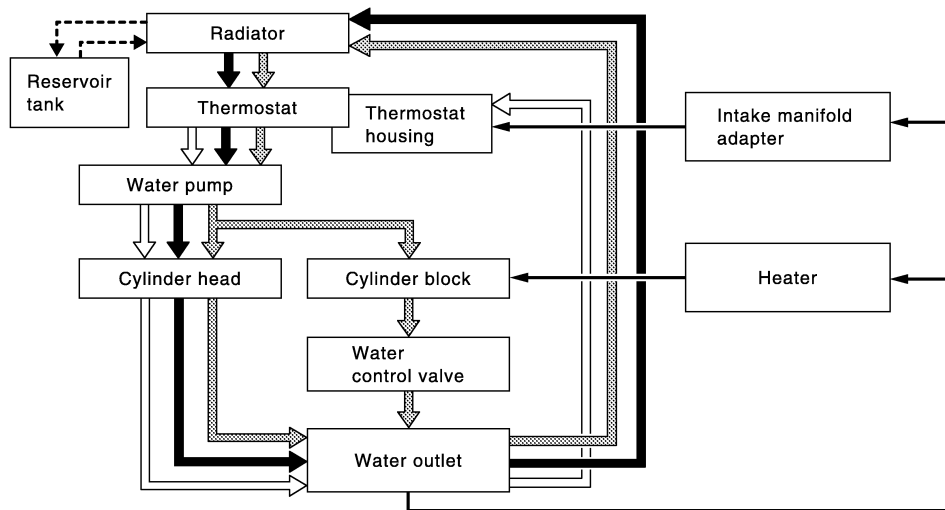 Radiator
Reservoir
tank
Thermostat
Thermostat
housing
Intake manifold
adapter
Water pump
Cylinder head
Cylinder block
Heater
Water
control valve
Water outlet